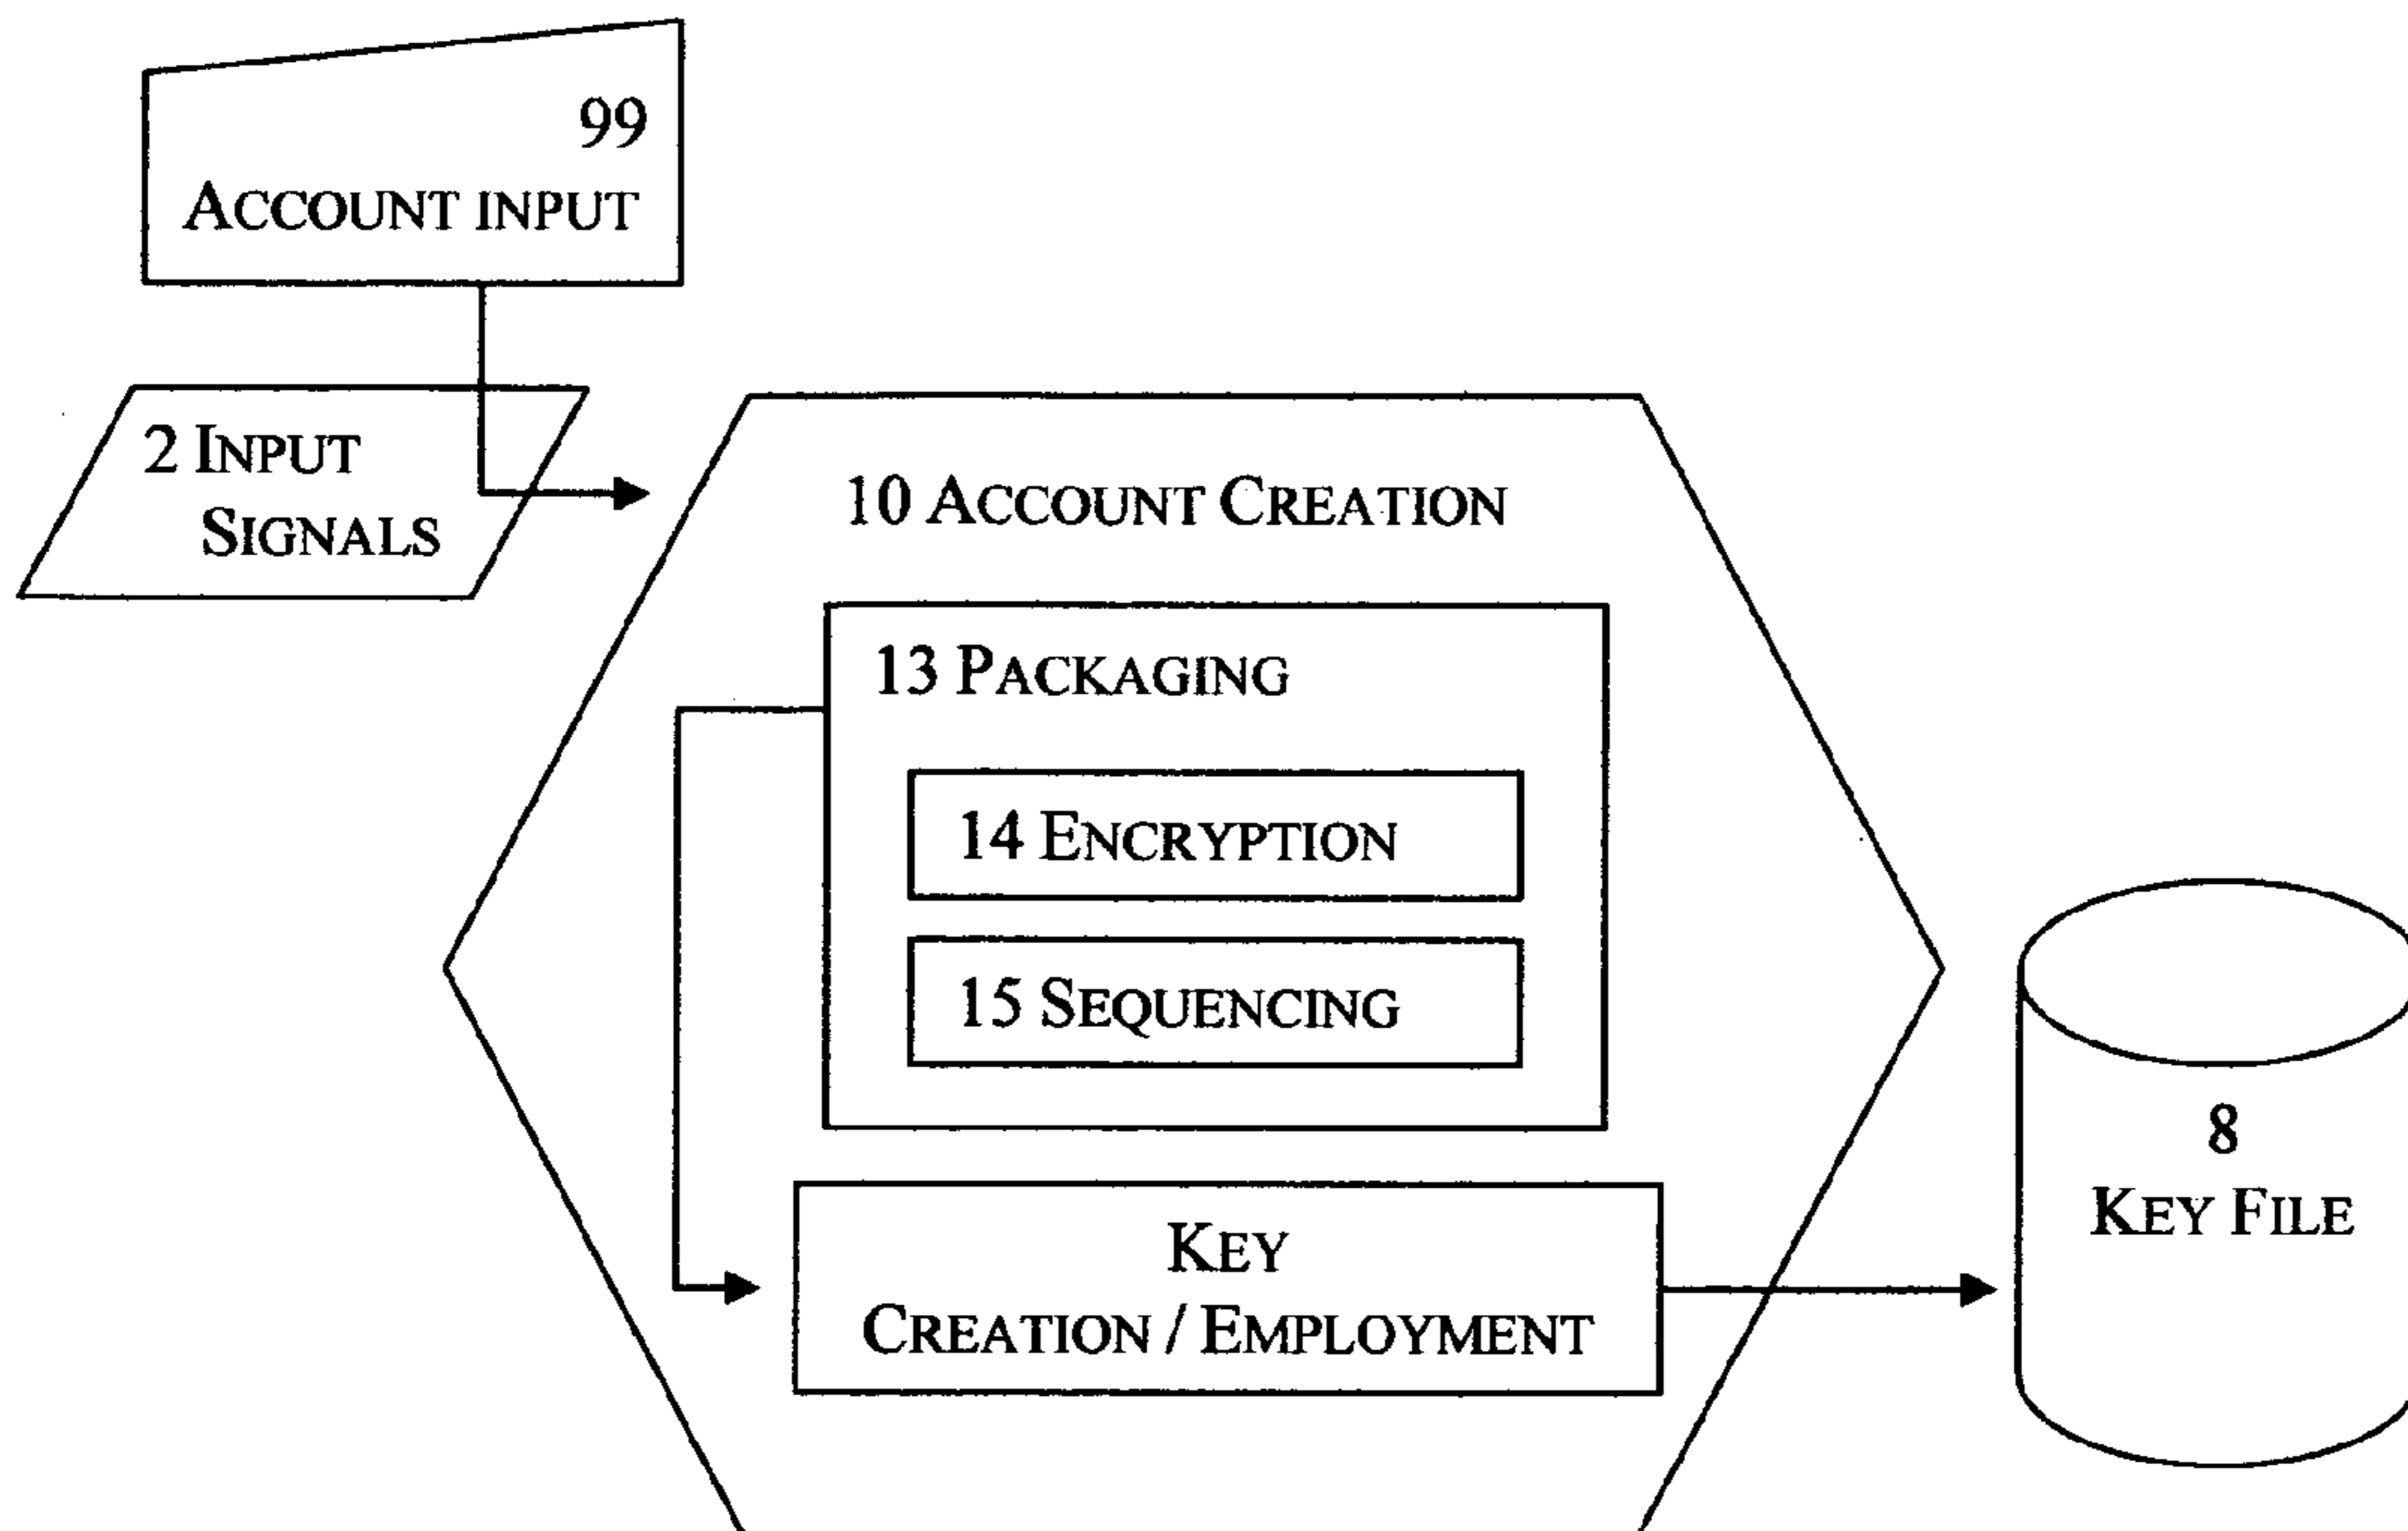 99
ACCOUNT INPUT
2 INPUT
SIGNALS
10 ACCOUNT CREATION
13 PACKAGING
14 ENCRYPTION
15 SEQUENCING
KEY
CREATION / EMPLOYMENT
8
KEY FILE